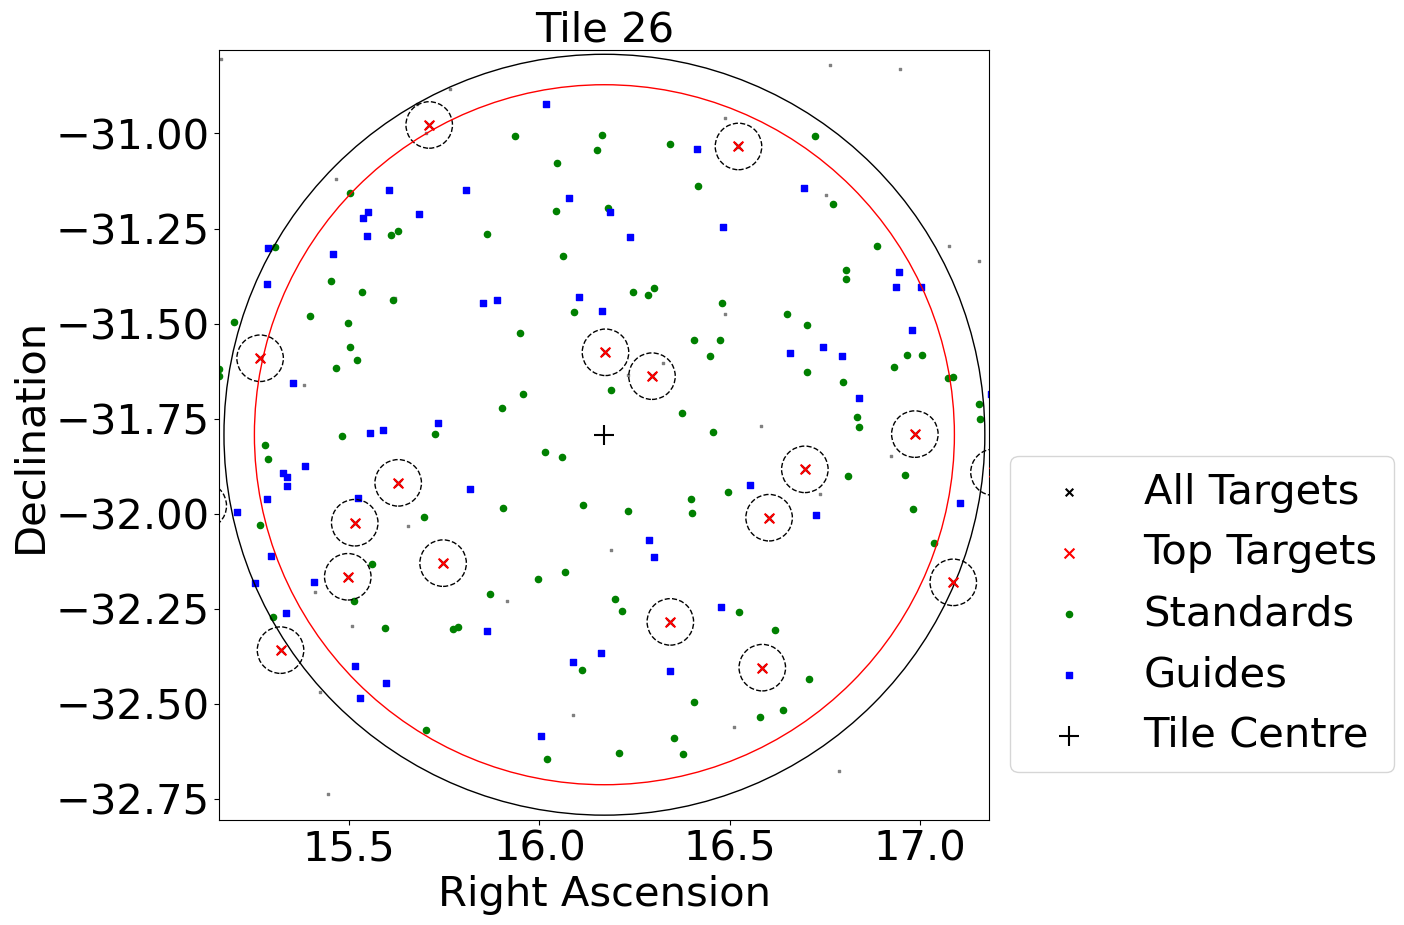 Tile 26
−31.00
−31.25
−31.50
−31.75
−32.00
−32.25
−32.50
−32.75
Declination
15.5 16.0 16.5 17.0
Right Ascension
All Targets
Top Targets
Standards
Guides
Tile Centre